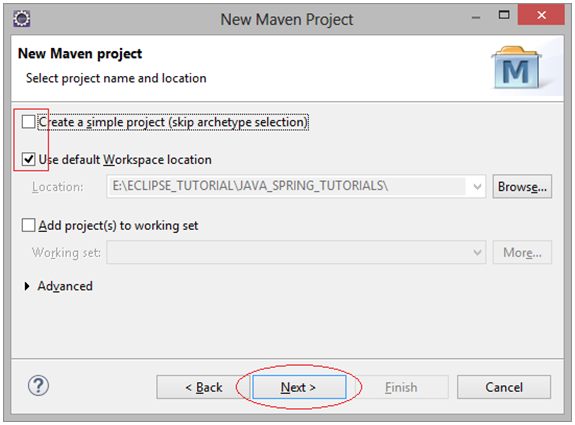 New Maven Project
New Maven project
Select project name and location
M
Create a simple project (skip archetype selection)
Use default Workspace location
Location: E:\ECLIPSE_TUTORIAL\JAVA_SPRING_TUTORIALS\ Browse...
Add project(s) to working set
Working set: More...
Advanced
? < Back Next > Finish Cancel